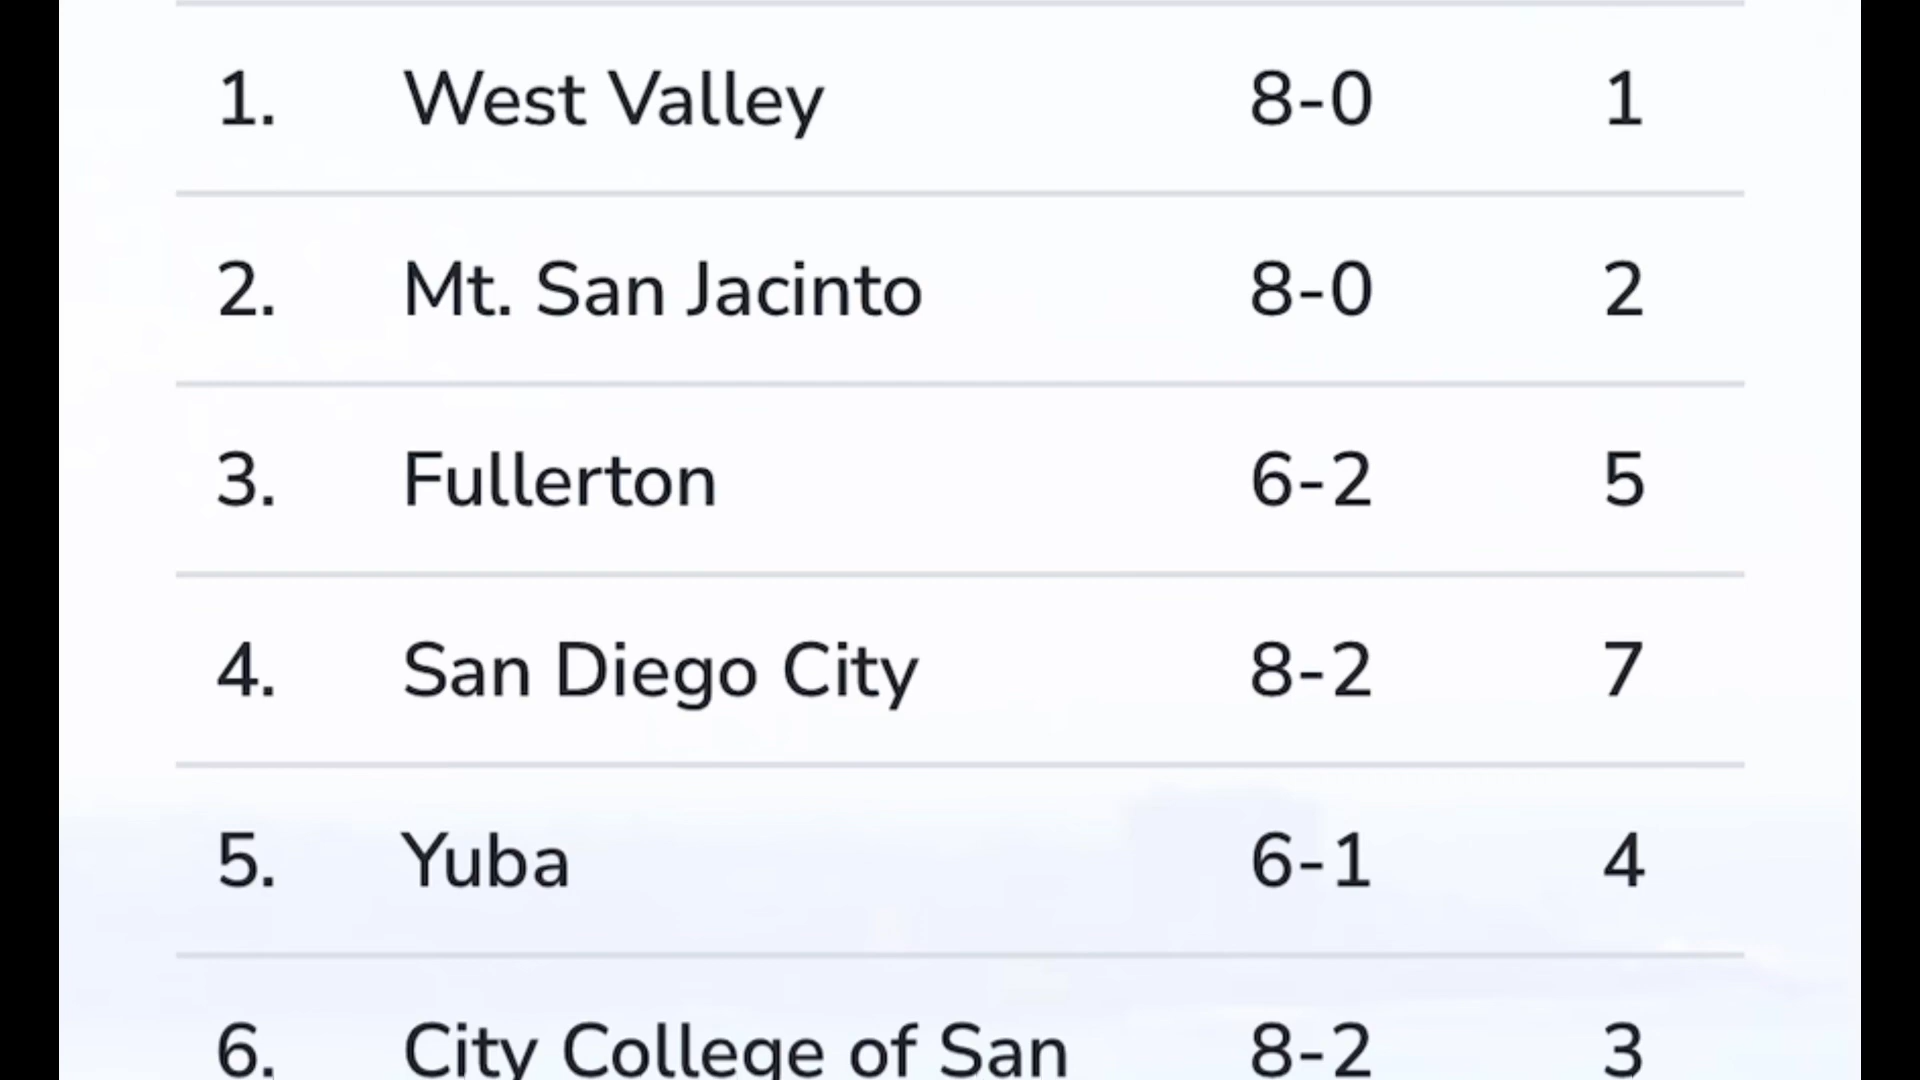 1. West Valley 8-0 1
2. Mt. San Jacinto 8-0 2
3. Fullerton 6-2 5
4. San Diego City 8-2 7
5. Yuba 6-1 4
6. City College of San 8-2 3